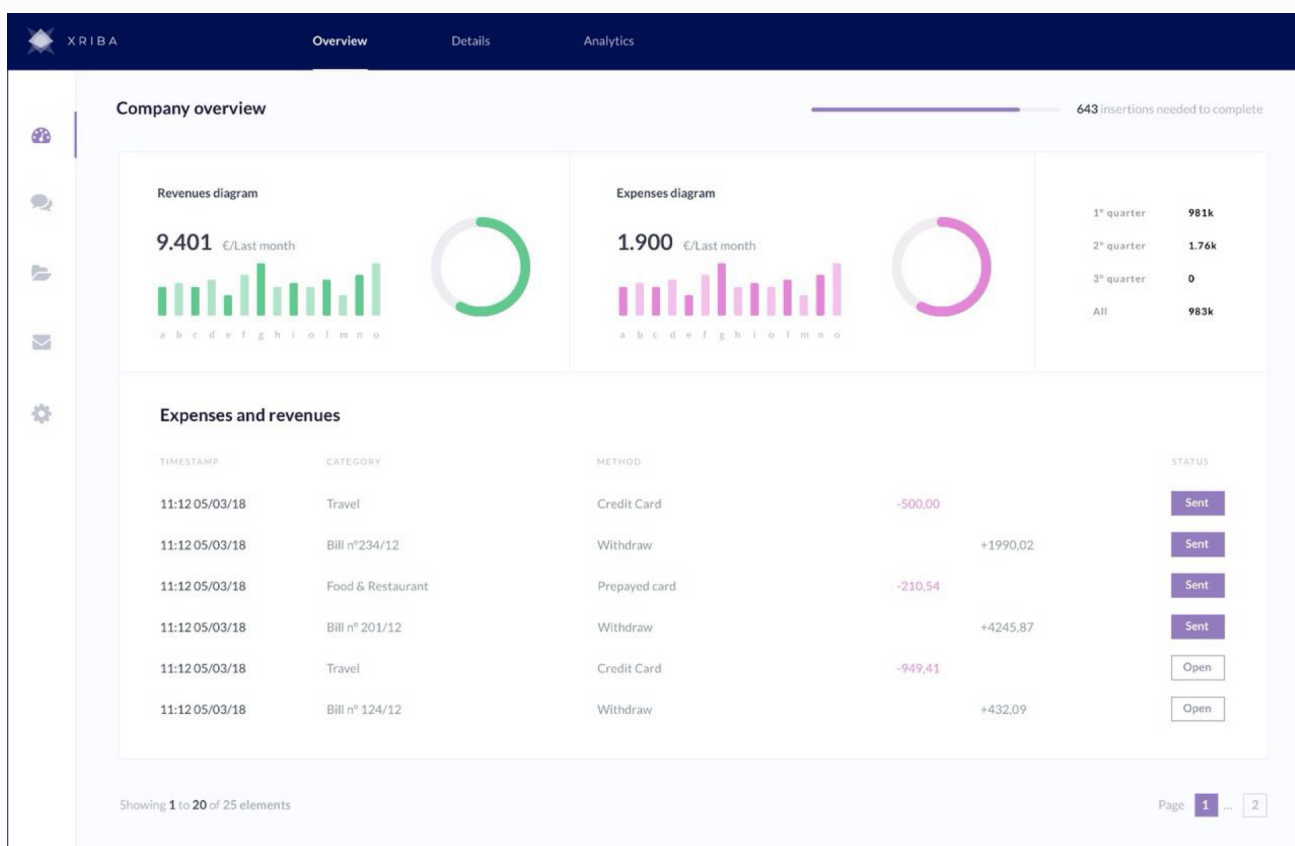 XRIBA
Overview Details Analytics
Company overview
643 insertions needed to complete
Revenues diagram
9.401 €/Last month
a b c d e f g h i o l m n o
Expenses diagram
1.900 €/Last month
a b c d e f g h i o l m n o
1° quarter 981k
2° quarter 1.76k
3° quarter 0
All 983k
Expenses and revenues
TIMESTAMP CATEGORY METHOD STATUS
11:12 05/03/18 Travel Credit Card -500,00 Sent
11:12 05/03/18 Bill n°234/12 Withdraw +1990,02 Sent
11:12 05/03/18 Food & Restaurant Prepayed card -210,54 Sent
11:12 05/03/18 Bill n° 201/12 Withdraw +4245,87 Sent
11:12 05/03/18 Travel Credit Card -949,41 Open
11:12 05/03/18 Bill n° 124/12 Withdraw +432,09 Open
Showing 1 to 20 of 25 elements
Page 1 ... 2